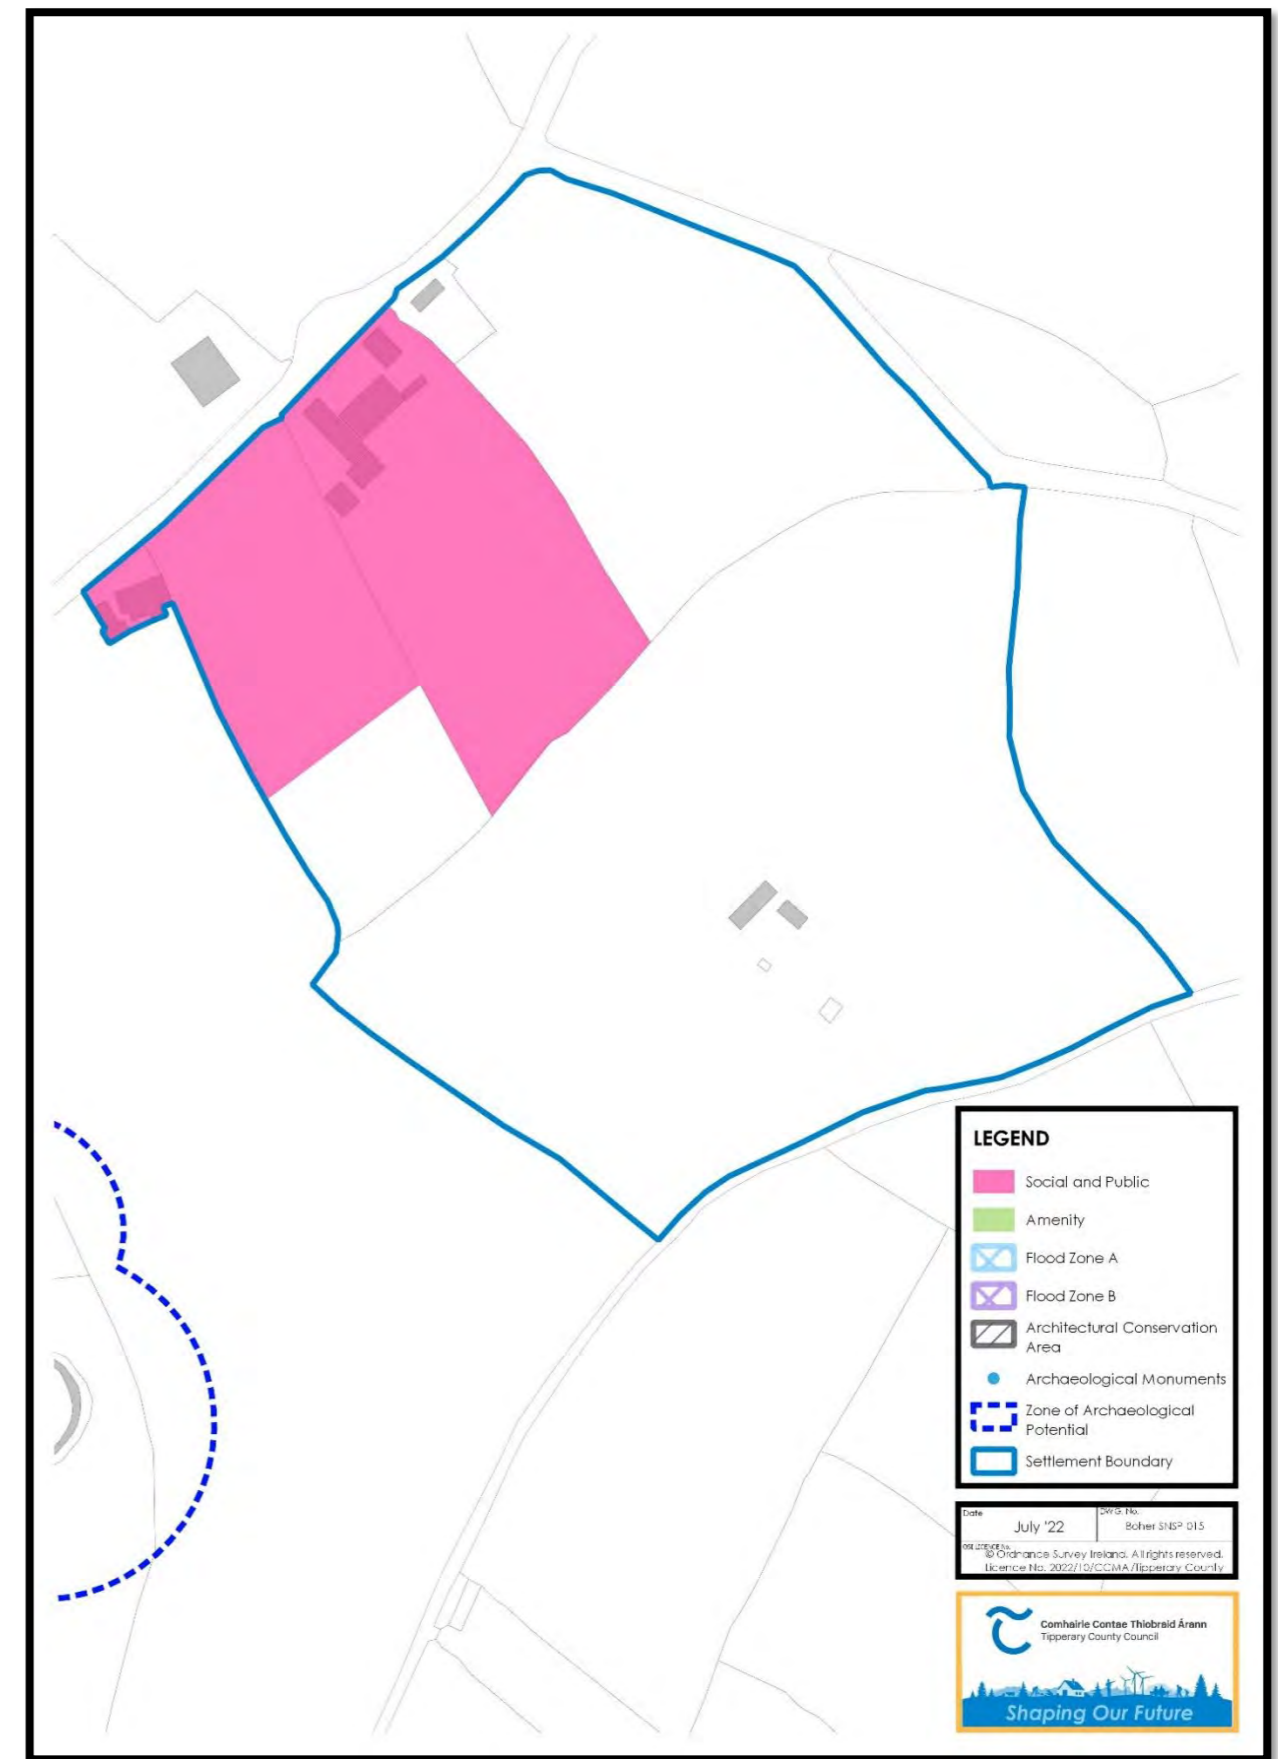 LEGEND
Social and Public
Amenity
Flood Zone A
Flood Zone B
Architectural Conservation
Area
Archaeological Monuments
Zone of Archaeological
Potential
Settlement Boundary
Date
DWG. No.
July '22
Boher SNSP 015
© Ordnance Survey Ireland. All rights reserved.
Licence No. 2022/10/CCMA/Tipperary County
Comhairle Contae Thiobraid Árann
Tipperary County Council
Shaping Our Future